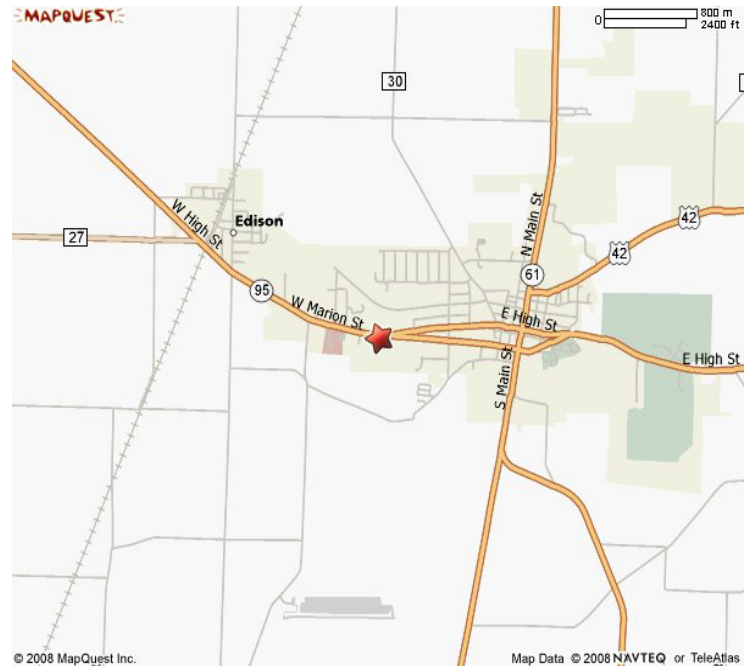 MAPQUEST
0 800 m
2400 ft
30
W High St
Edison
27
N Main St
42
42
61
95
W Marion St
E High St
E High St
S Main St
© 2008 MapQuest Inc.
Map Data © 2008 NAVTEQ or TeleAtlas